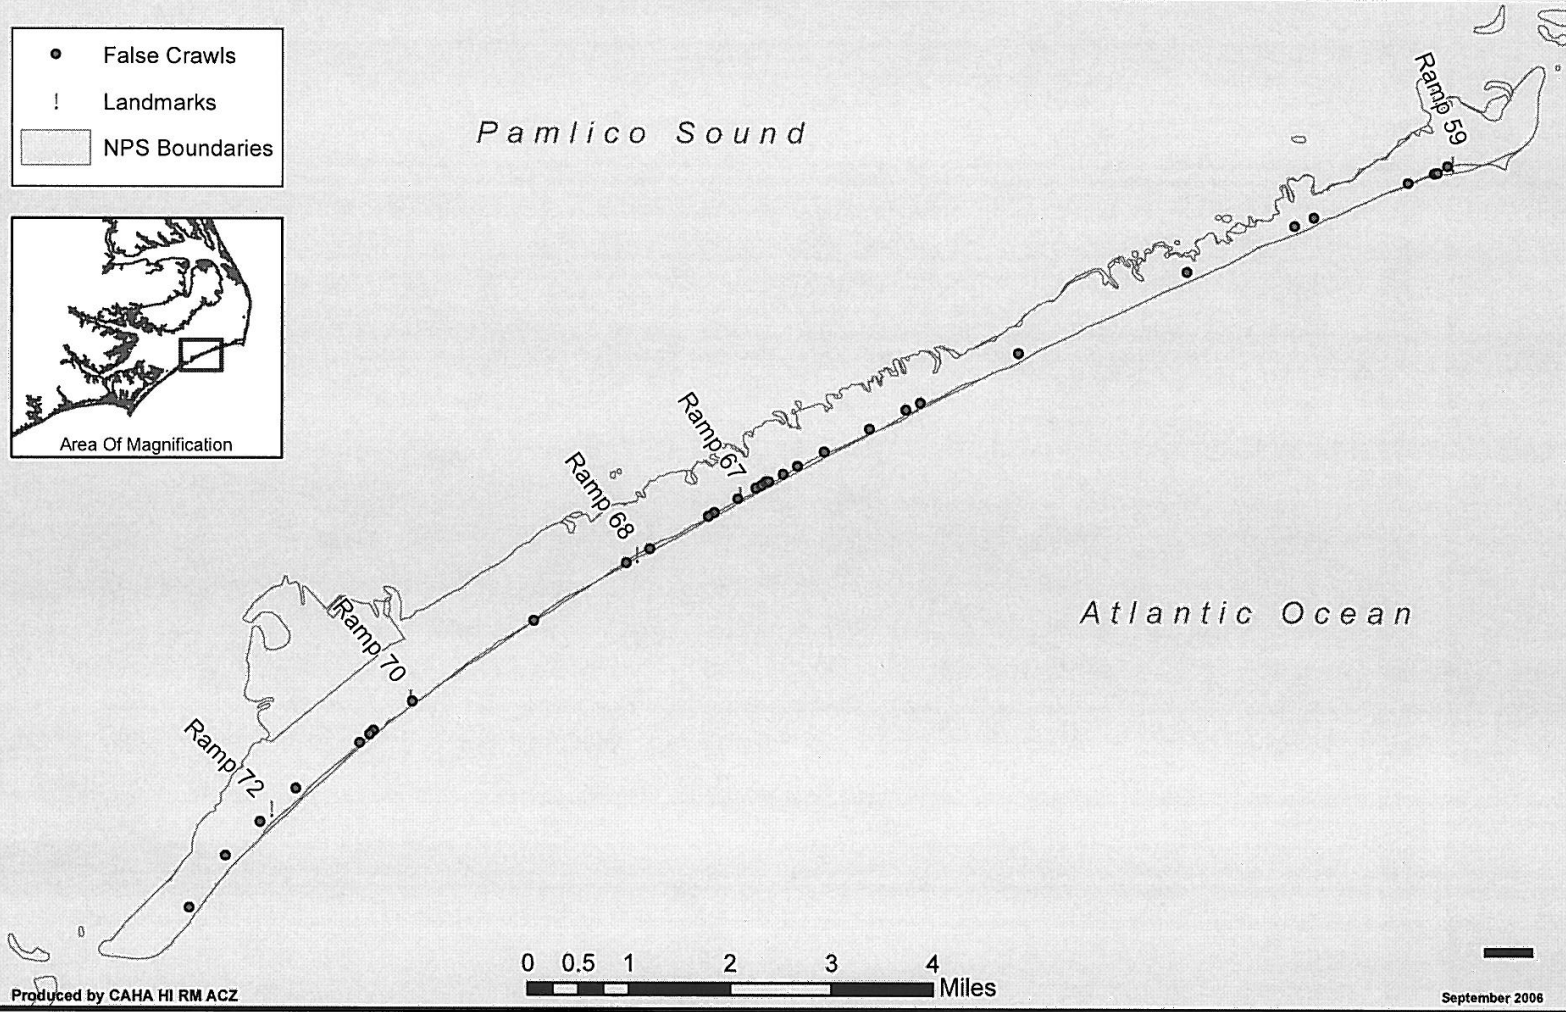 False Crawls
! Landmarks
NPS Boundaries
Area Of Magnification
Pamlico Sound
Ramp 59
Ramp 67
Ramp 68
Atlantic Ocean
Ramp 70
Ramp 72
0 0.5 1 2 3 4
Miles
Produced by CAHA HI RM ACZ
September 2006